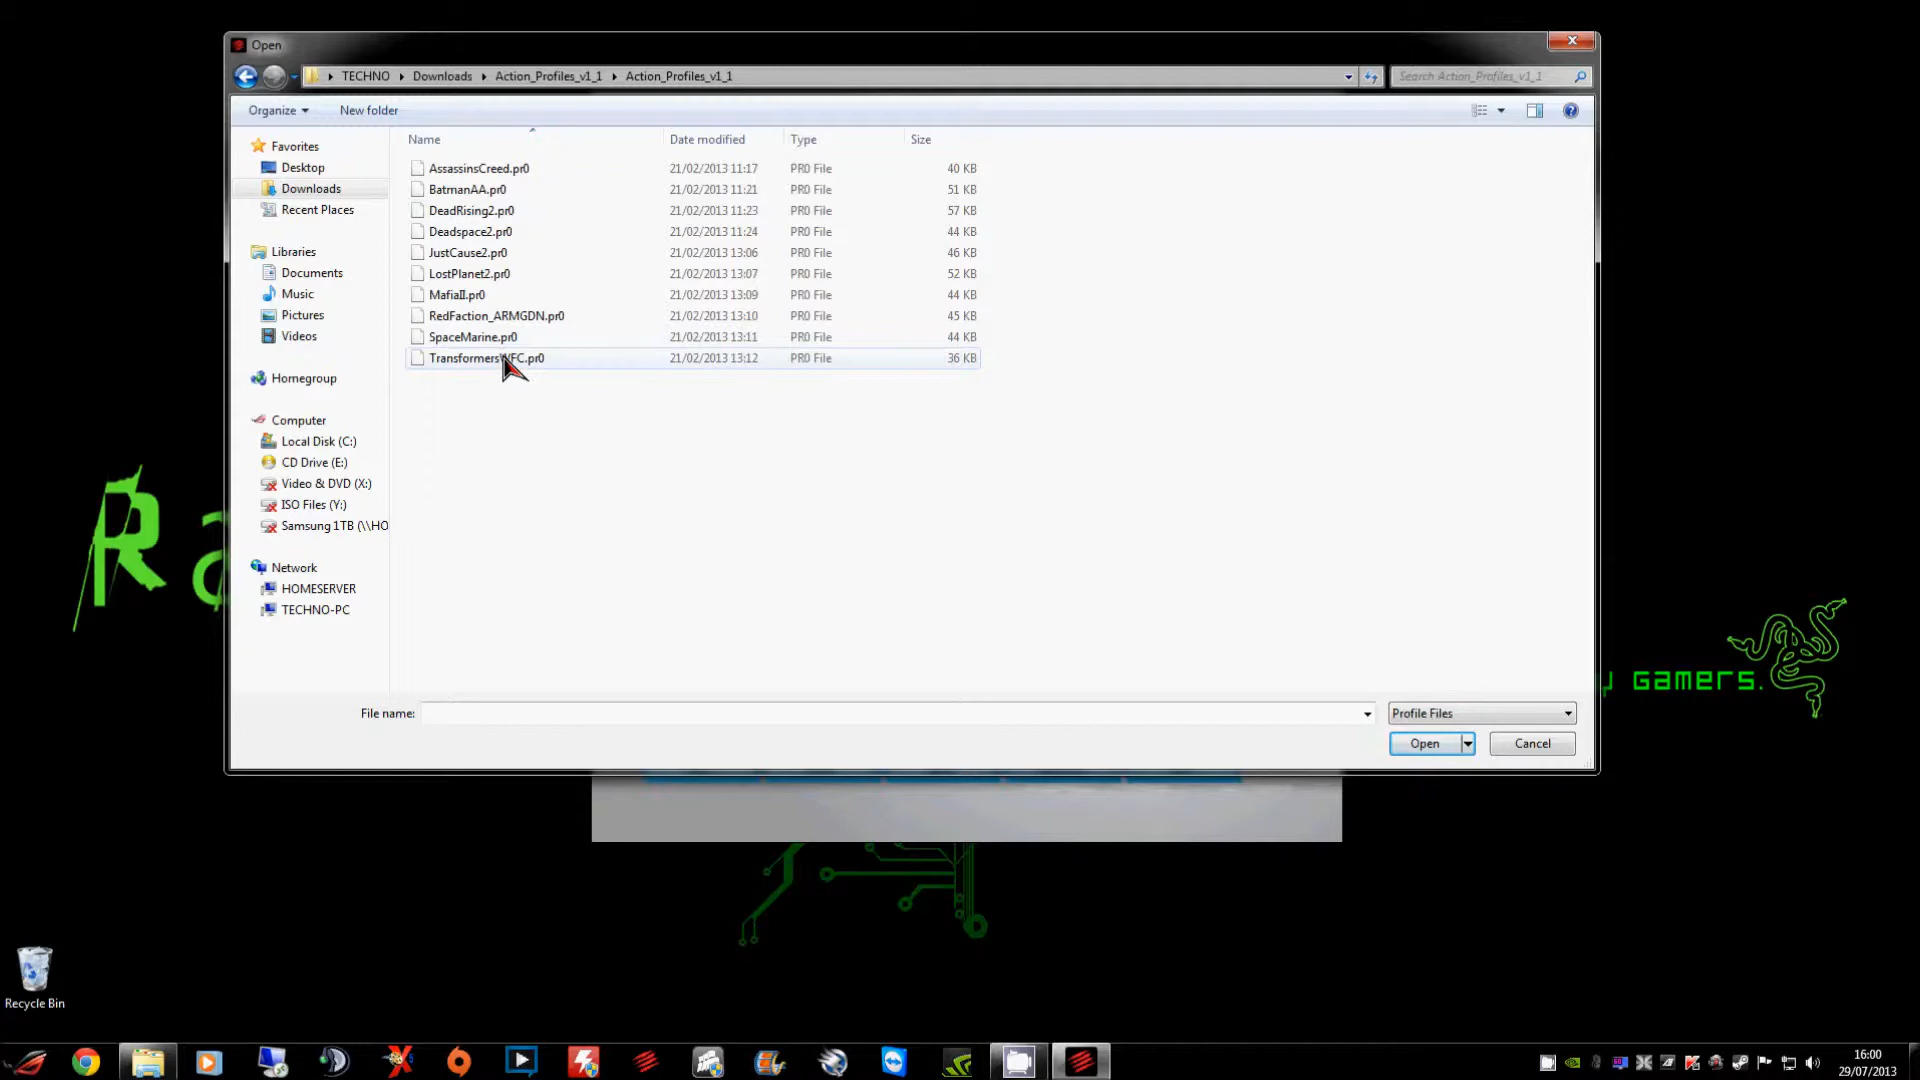 Open
TECHNO Downloads Action_Profiles_v1_1 Action_Profiles_v1_1 Search Action_Profiles_v1_1
Organize New folder
Name Date modified Type Size
Favorites
Desktop
Downloads
Recent Places
Libraries
Documents
Music
Pictures
Videos
Homegroup
Computer
Local Disk (C:)
CD Drive (E:)
Video & DVD (X:)
ISO Files (Y:)
Samsung 1TB (\\HO
Network
HOMESERVER
TECHNO-PC
AssassinsCreed.pr0 21/02/2013 11:17 PR0 File 40 KB
BatmanAA.pr0 21/02/2013 11:21 PR0 File 51 KB
DeadRising2.pr0 21/02/2013 11:23 PR0 File 57 KB
Deadspace2.pr0 21/02/2013 11:24 PR0 File 44 KB
JustCause2.pr0 21/02/2013 13:06 PR0 File 46 KB
LostPlanet2.pr0 21/02/2013 13:07 PR0 File 52 KB
MafiaII.pr0 21/02/2013 13:09 PR0 File 44 KB
RedFaction_ARMGDN.pr0 21/02/2013 13:10 PR0 File 45 KB
SpaceMarine.pr0 21/02/2013 13:11 PR0 File 44 KB
TransformersWFC.pr0 21/02/2013 13:12 PR0 File 36 KB
File name: Profile Files
Open Cancel
Ra
y GAMERS.
Recycle Bin
16:00
29/07/2013